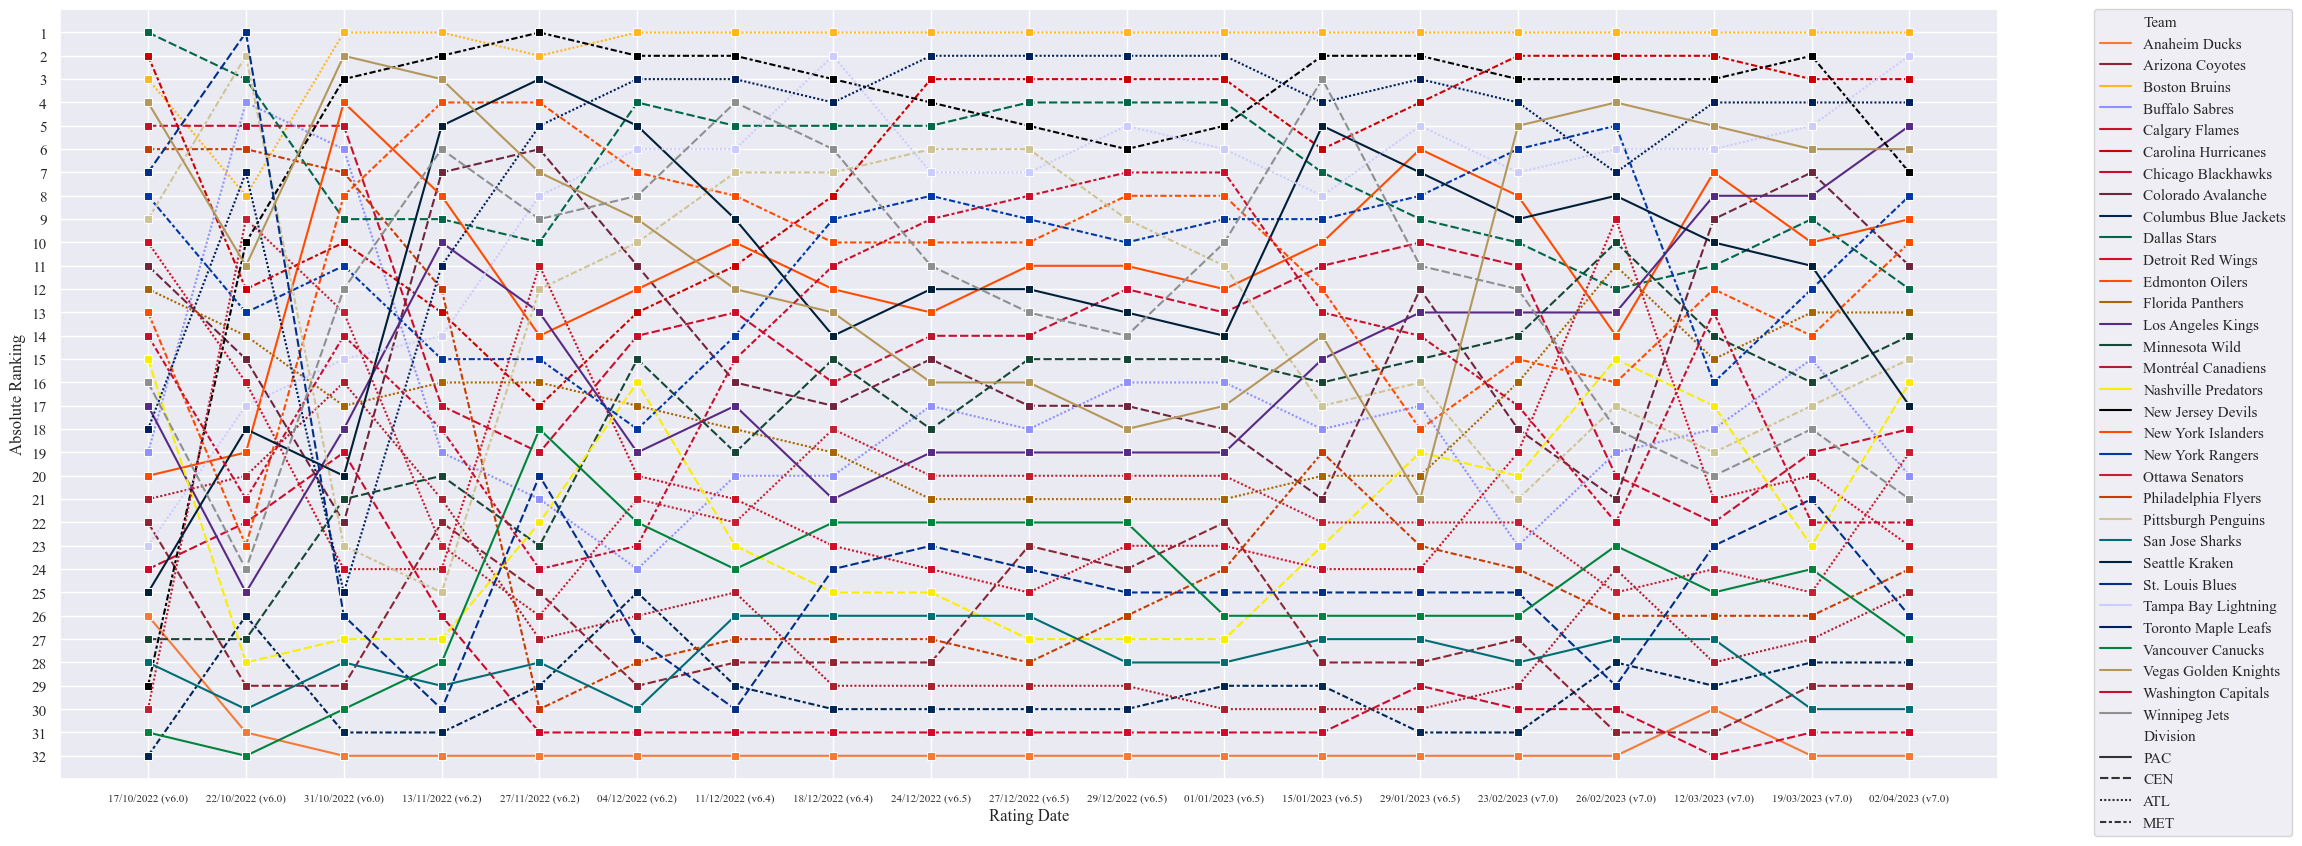 Absolute Ranking
1
2
3
4
5
6
7
8
9
10
11
12
13
14
15
16
17
18
19
20
21
22
23
24
25
26
27
28
29
30
31
32
17/10/2022 (v6.0) 22/10/2022 (v6.0) 31/10/2022 (v6.0) 13/11/2022 (v6.2) 27/11/2022 (v6.2) 04/12/2022 (v6.2) 11/12/2022 (v6.4) 18/12/2022 (v6.4) 24/12/2022 (v6.5) 27/12/2022 (v6.5) 29/12/2022 (v6.5) 01/01/2023 (v6.5) 15/01/2023 (v6.5) 29/01/2023 (v6.5) 23/02/2023 (v7.0) 26/02/2023 (v7.0) 12/03/2023 (v7.0) 19/03/2023 (v7.0) 02/04/2023 (v7.0)
Rating Date
Team
Anaheim Ducks
Arizona Coyotes
Boston Bruins
Buffalo Sabres
Calgary Flames
Carolina Hurricanes
Chicago Blackhawks
Colorado Avalanche
Columbus Blue Jackets
Dallas Stars
Detroit Red Wings
Edmonton Oilers
Florida Panthers
Los Angeles Kings
Minnesota Wild
Montréal Canadiens
Nashville Predators
New Jersey Devils
New York Islanders
New York Rangers
Ottawa Senators
Philadelphia Flyers
Pittsburgh Penguins
San Jose Sharks
Seattle Kraken
St. Louis Blues
Tampa Bay Lightning
Toronto Maple Leafs
Vancouver Canucks
Vegas Golden Knights
Washington Capitals
Winnipeg Jets
Division
PAC
CEN
ATL
MET